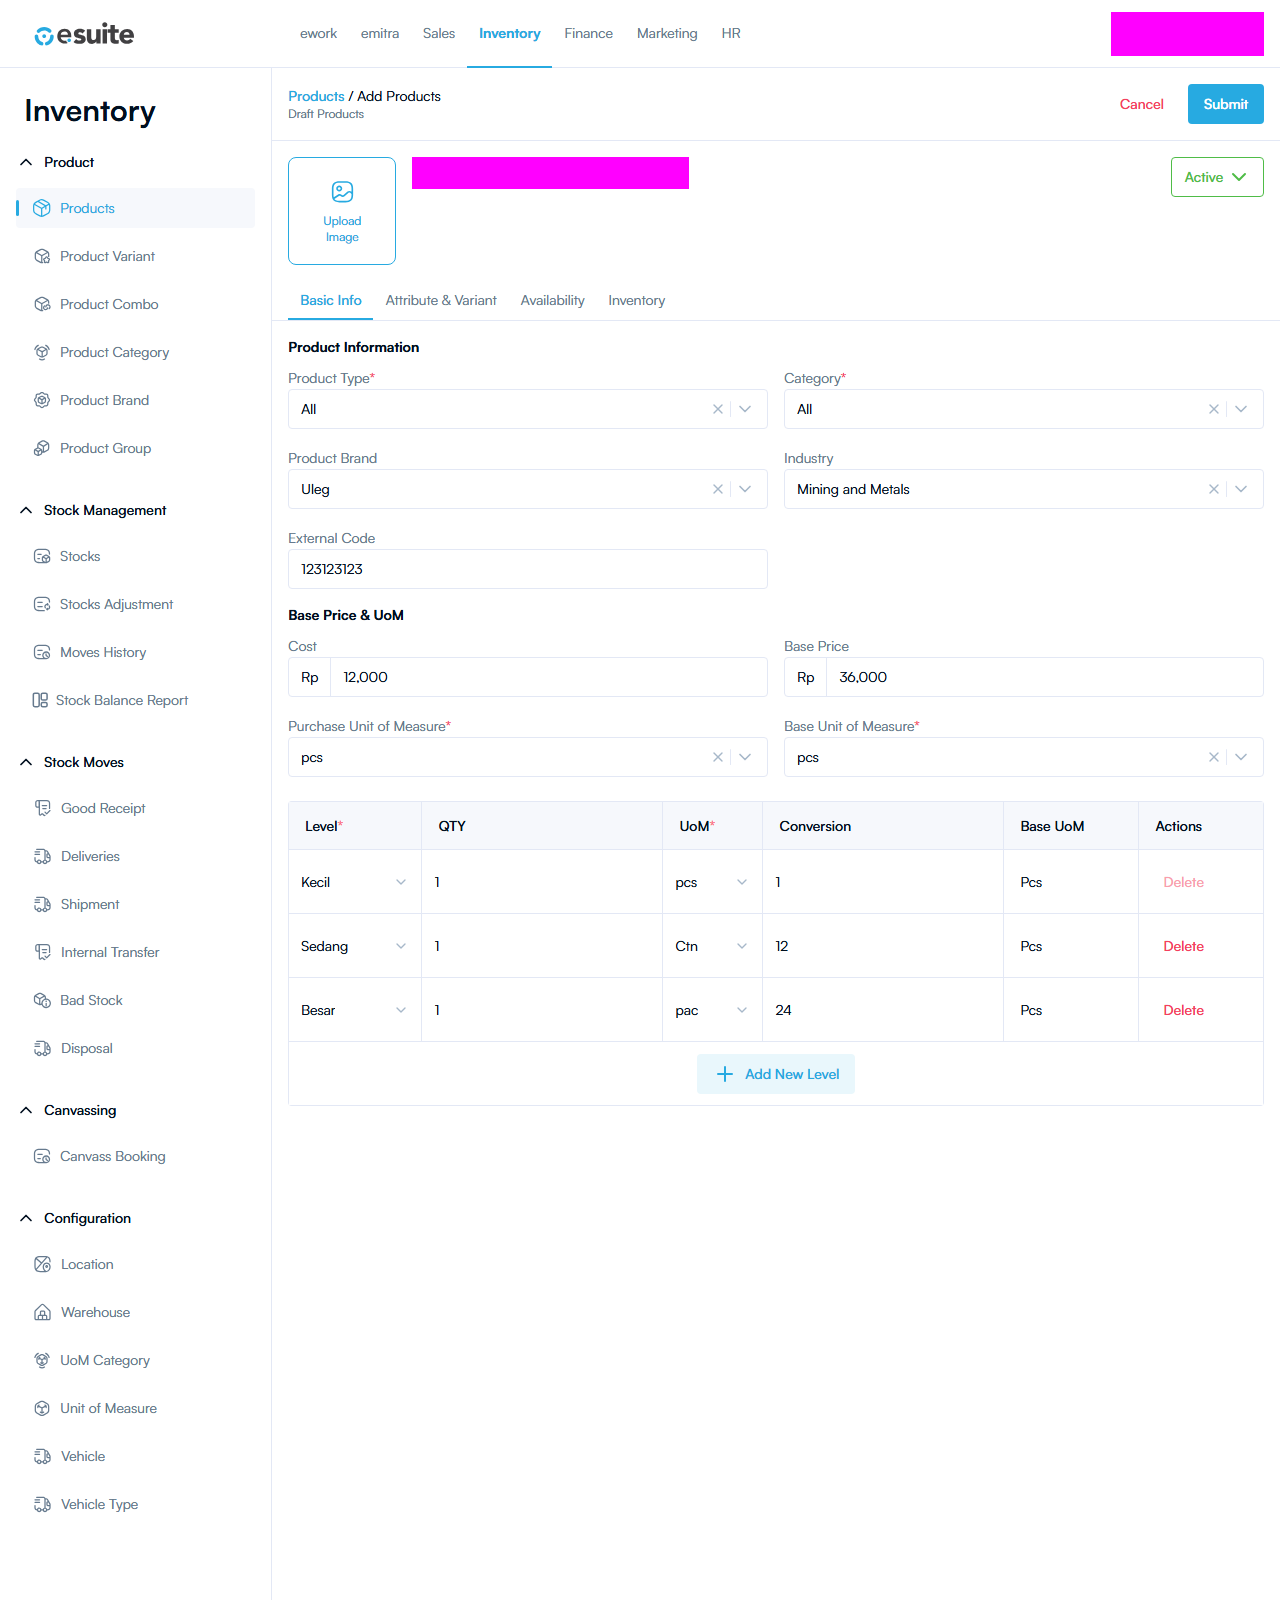 esuite
ework
emitra
Sales
Inventory
Finance
Marketing
HR
Inventory
Product
Products
Product Variant
Product Combo
Product Category
Product Brand
Product Group
Stock Management
Stocks
Stocks Adjustment
Moves History
Stock Balance Report
Stock Moves
Good Receipt
Deliveries
Shipment
Internal Transfer
Bad Stock
Disposal
Canvassing
Canvass Booking
Configuration
Location
Warehouse
UoM Category
Unit of Measure
Vehicle
Vehicle Type
Products / Add Products
Draft Products
Cancel
Submit
Upload
Image
Active
Basic Info
Attribute & Variant
Availability
Inventory
Product Information
Product Type*
All
Category*
All
Product Brand
Uleg
Industry
Mining and Metals
External Code
123123123
Base Price & UoM
Cost
Rp 12,000
Base Price
Rp 36,000
Purchase Unit of Measure*
pcs
Base Unit of Measure*
pcs
Level* QTY UoM* Conversion Base UoM Actions
Kecil 1 pcs 1 Pcs Delete
Sedang 1 Ctn 12 Pcs Delete
Besar 1 pac 24 Pcs Delete
Add New Level